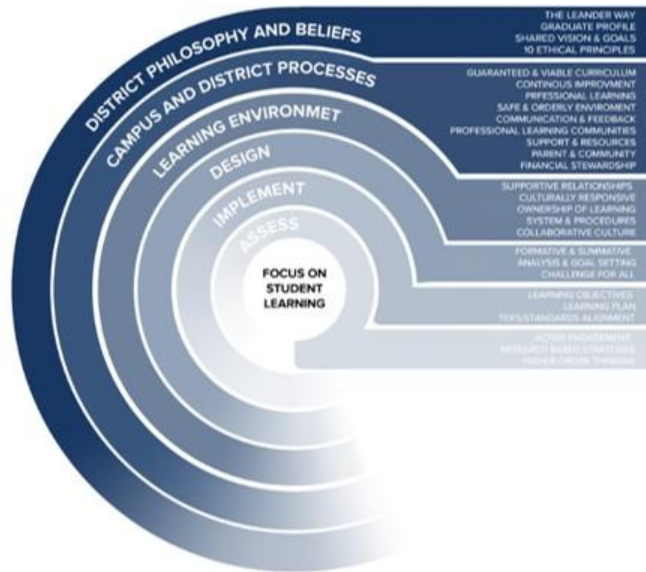 DISTRICT PHILOSOPHY AND BELIEFS
THE LEANDER WAY
GRADUATE PROFILE
SHARED VISION & GOALS
10 ETHICAL PRINCIPLES
CAMPUS AND DISTRICT PROCESSES
GUARANTEED & VIABLE CURRICULUM
CONTINOUS IMPROVMENT
PRFESSIONAL LEARNING
SAFE & ORDERLY ENVIROMENT
COMMUNICATION & FEEDBACK
PROFESSIONAL LEARNING COMMUNITIES
SUPPORT & RESOURCES
PARENT & COMMUNITY
FINANCIAL STEWARDSHIP
LEARNING ENVIRONMET
SUPPORTIVE RELATIONSHIPS
CULTURALLY RESPONSIVE
OWNERSHIP OF LEARNING
SYSTEM & PROCEDURES
COLLABORATIVE CULTURE
DESIGN
FORMATIVE & SUMMATIVE
ANALYSIS & GOAL SETTING
CHALLENGE FOR ALL
IMPLEMENT
LEARNING OBJECTIVES
LEARNING PLAN
TEKS/STANDARDS ALIGNMENT
ASSESS
ACTIVE ENGAGEMENT
RESEARCH BASED STRATEGIES
HIGHER-ORDER THINKING
FOCUS ON
STUDENT
LEARNING